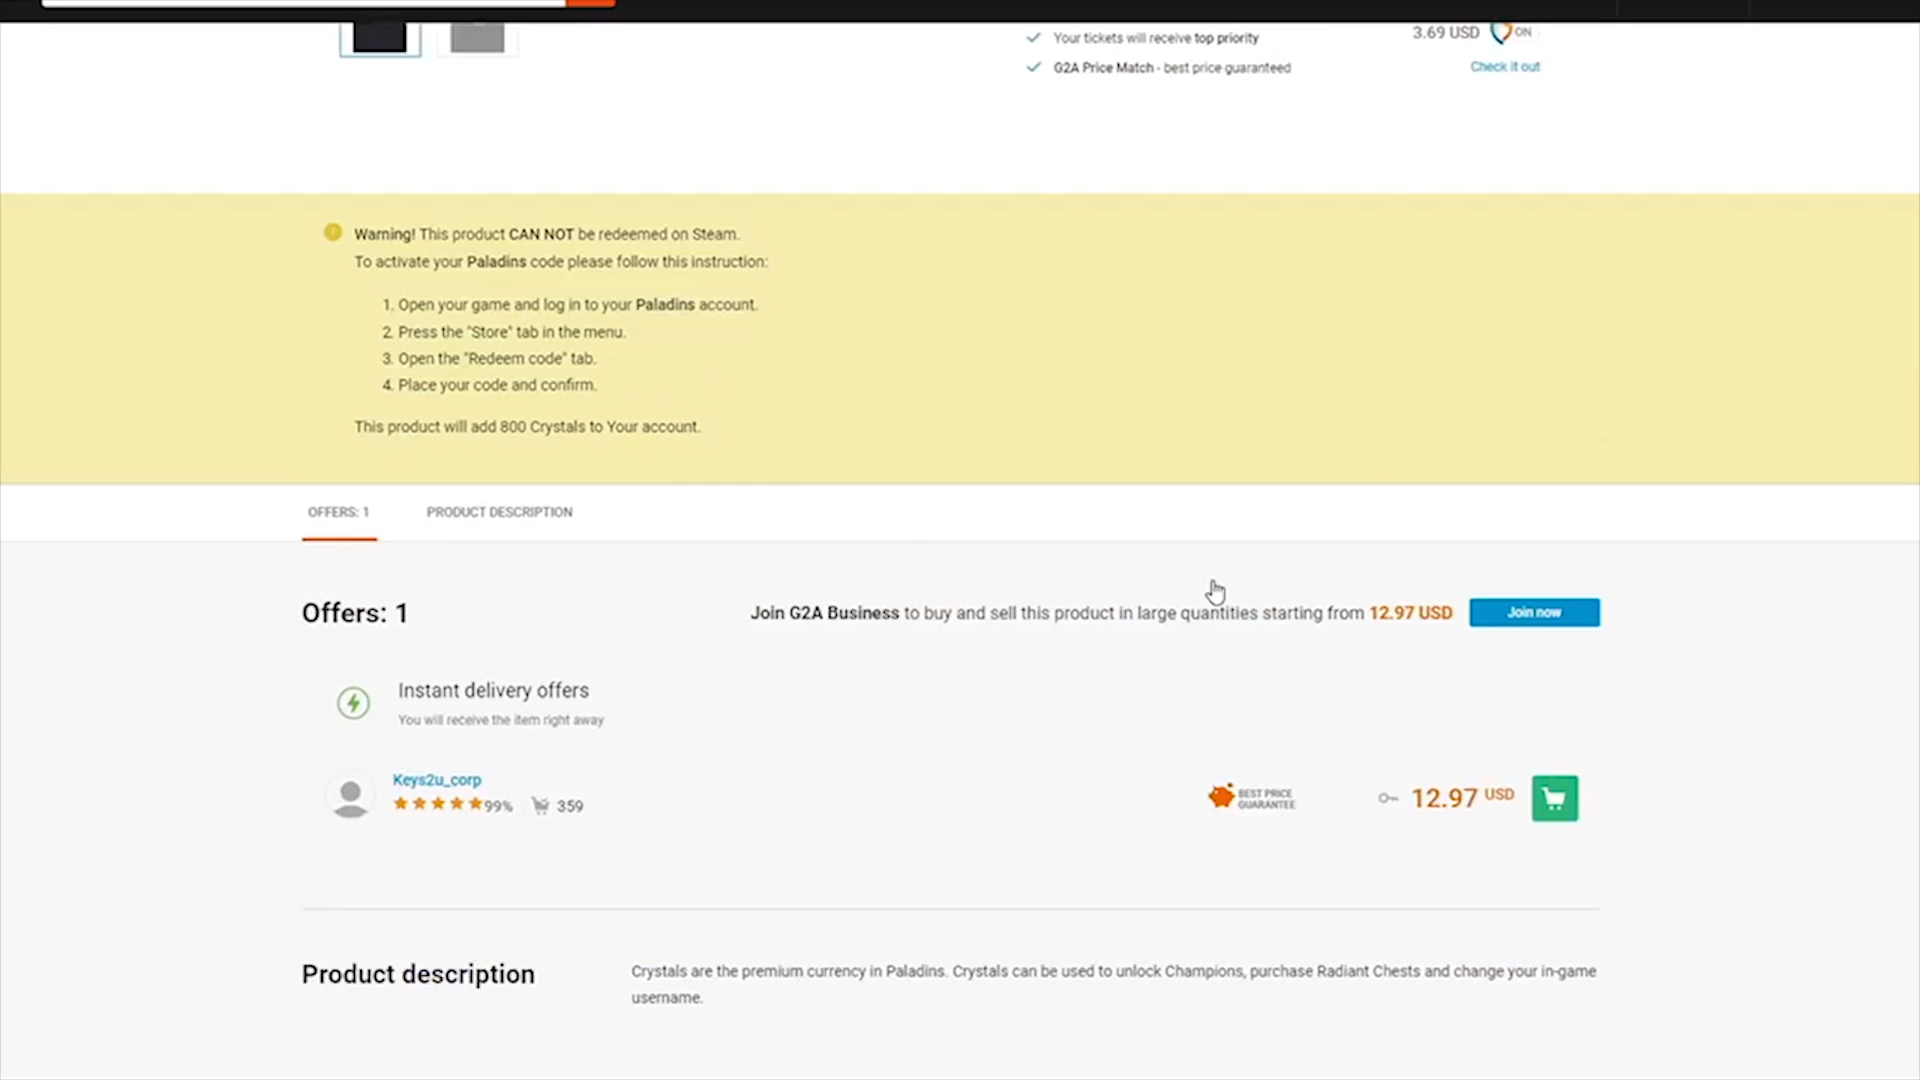 Your tickets will receive top priority
3.69 USD ON
G2A Price Match - best price guaranteed
Check it out
Warning! This product CAN NOT be redeemed on Steam.
To activate your Paladins code please follow this instruction:
1. Open your game and log in to your Paladins account.
2. Press the "Store" tab in the menu.
3. Open the "Redeem code" tab.
4. Place your code and confirm.
This product will add 800 Crystals to Your account.
OFFERS: 1 PRODUCT DESCRIPTION
Offers: 1
Join G2A Business to buy and sell this product in large quantities starting from 12.97 USD
Join now
Instant delivery offers
You will receive the item right away
Keys2u_corp
99% 359
BEST PRICE
GUARANTEE
12.97 USD
Product description
Crystals are the premium currency in Paladins. Crystals can be used to unlock Champions, purchase Radiant Chests and change your in-game
username.